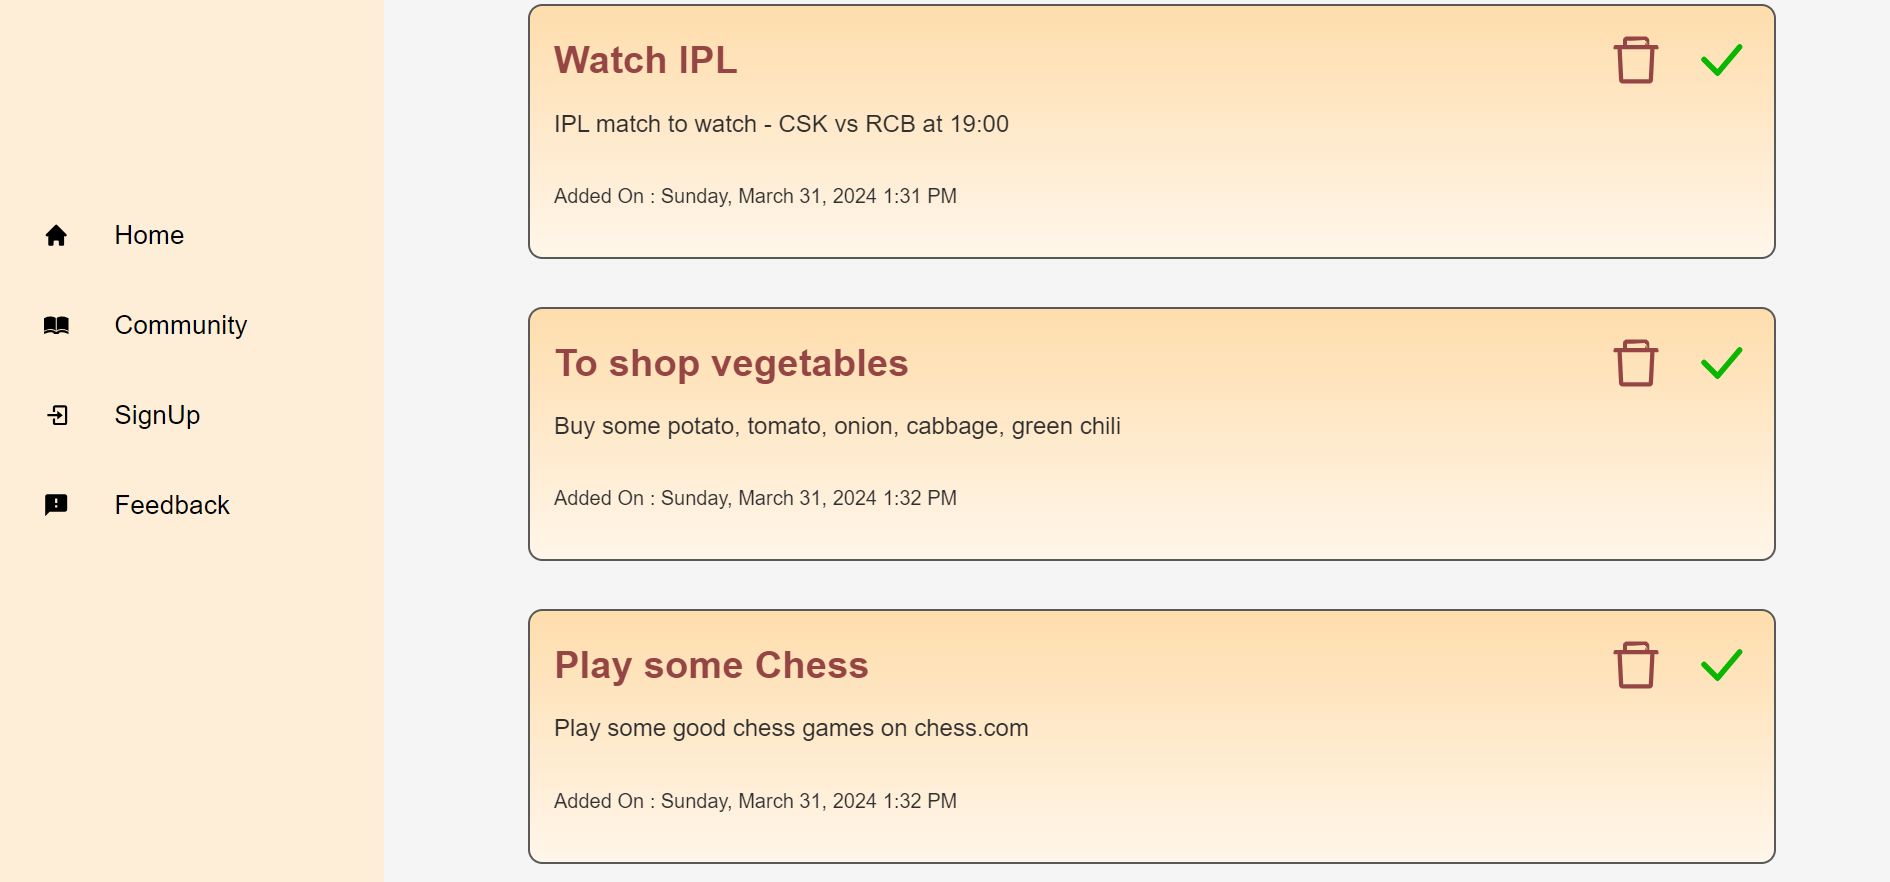 Home
Community
SignUp
Feedback
Watch IPL
IPL match to watch - CSK vs RCB at 19:00
Added On : Sunday, March 31, 2024 1:31 PM
To shop vegetables
Buy some potato, tomato, onion, cabbage, green chili
Added On : Sunday, March 31, 2024 1:32 PM
Play some Chess
Play some good chess games on chess.com
Added On : Sunday, March 31, 2024 1:32 PM